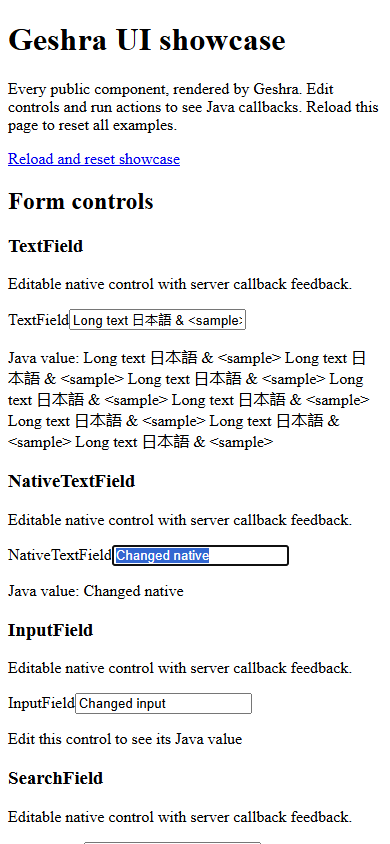 Geshra UI showcase
Every public component, rendered by Geshra. Edit
controls and run actions to see Java callbacks. Reload this
page to reset all examples.
Reload and reset showcase
Form controls
TextField
Editable native control with server callback feedback.
TextField Long text 日本語 & <sample>
Java value: Long text 日本語 & <sample> Long text 日
本語 & <sample> Long text 日本語 & <sample> Long
text 日本語 & <sample> Long text 日本語 & <sample>
Long text 日本語 & <sample> Long text 日本語 &
<sample> Long text 日本語 & <sample>
NativeTextField
Editable native control with server callback feedback.
NativeTextField Changed native
Java value: Changed native
InputField
Editable native control with server callback feedback.
InputField Changed input
Edit this control to see its Java value
SearchField
Editable native control with server callback feedback.